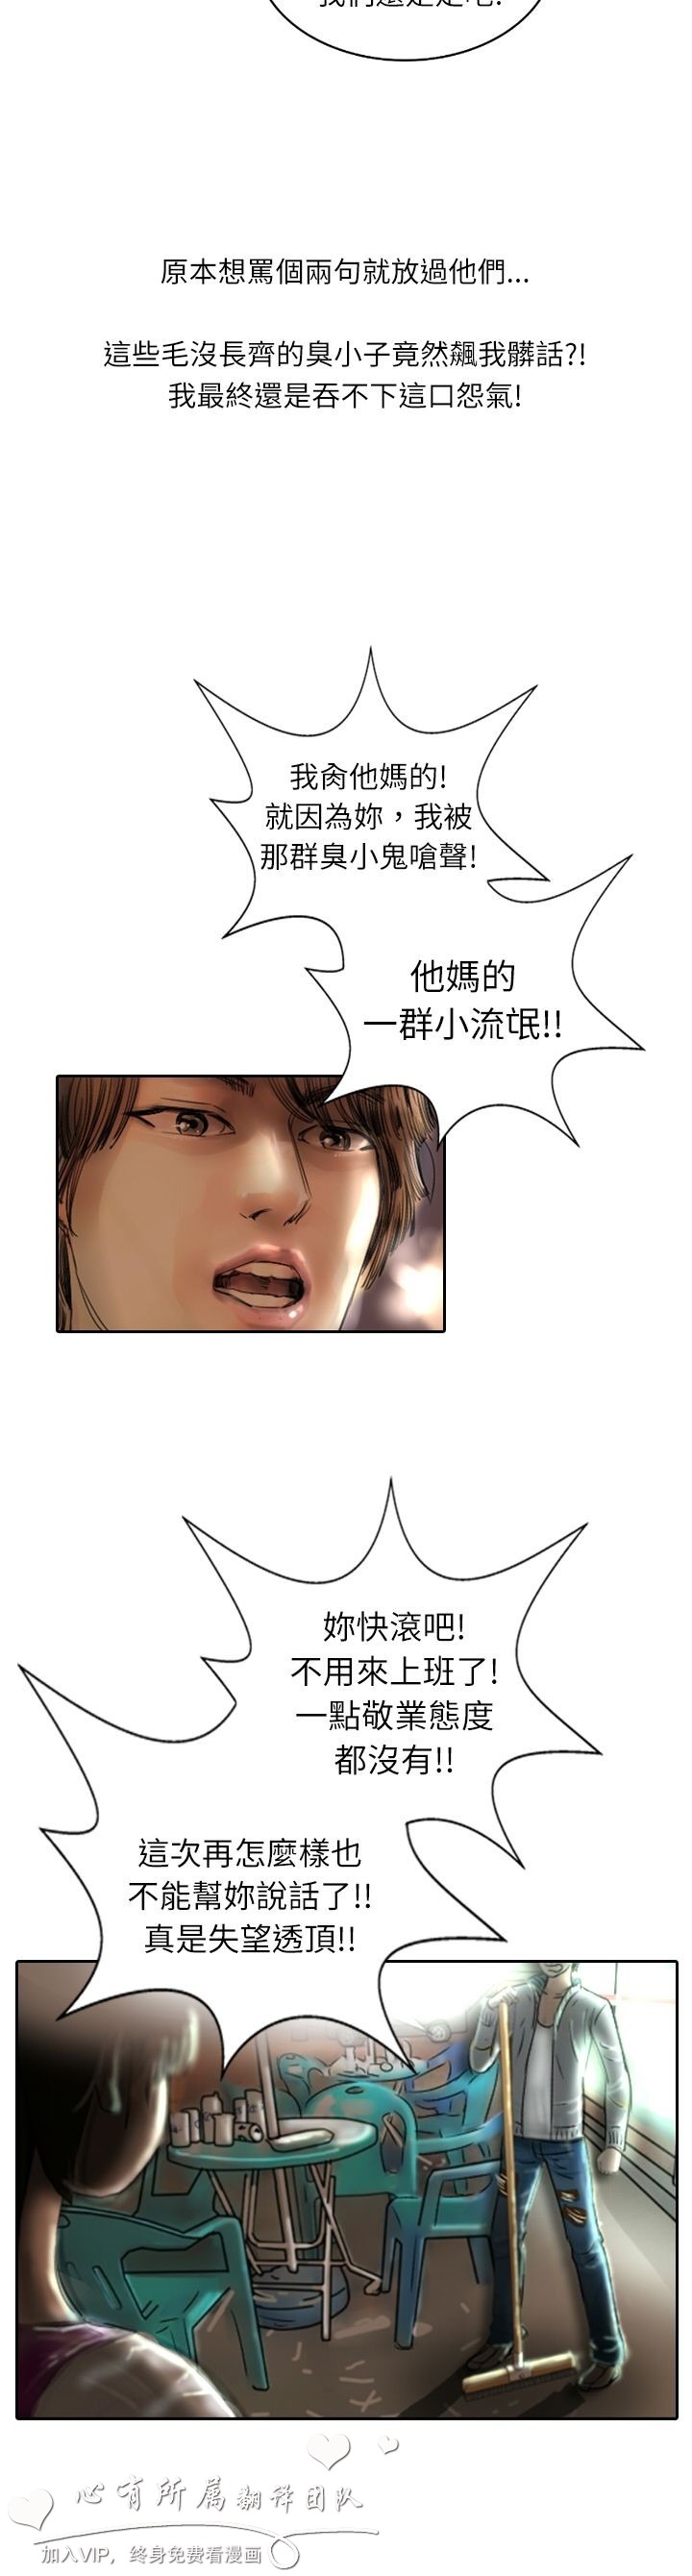 原本想罵個兩句就放過他們...
這些毛沒長齊的臭小子竟然飆我髒話?!
我最終還是吞不下這口怨氣!
我肏他媽的!
就因為妳，我被
那群臭小鬼嗆聲!
他媽的
一群小流氓!!
妳快滾吧!
不用來上班了!
一點敬業態度
都沒有!!
這次再怎麼樣也
不能幫妳說話了!!
真是失望透頂!!
心有所属翻译团队
加入VIP，终身免费看漫画